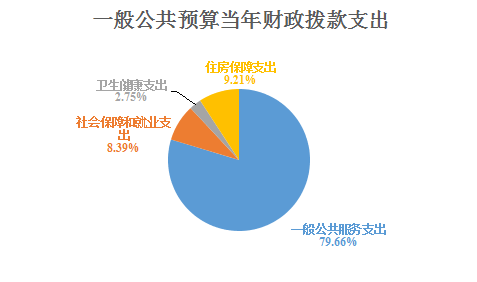 一般公共预算当年财政拨款支出
住房保障支出
9.21%
卫生健康支出
2.75%
社会保障和就业支
出
8.39%
一般公共服务支出
79.66%